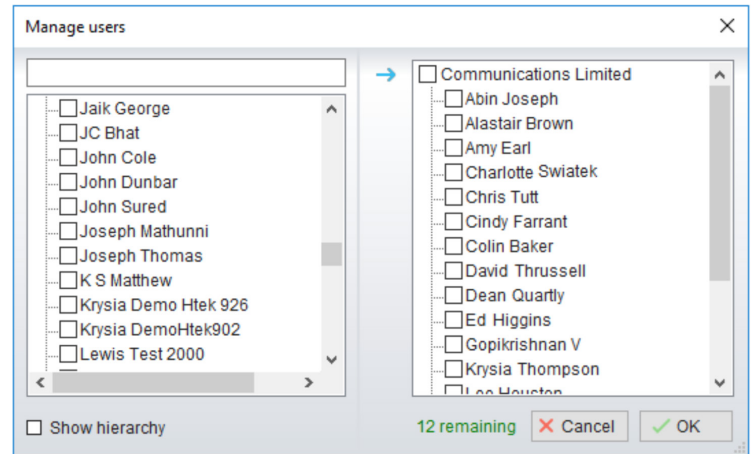 Manage users
Jaik George
JC Bhat
John Cole
John Dunbar
John Sured
Joseph Mathunni
Joseph Thomas
K S Matthew
Krysia Demo Htek 926
Krysia DemoHtek902
Lewis Test 2000
Show hierarchy
Communications Limited
Abin Joseph
Alastair Brown
Amy Earl
Charlotte Swiatek
Chris Tutt
Cindy Farrant
Colin Baker
David Thrussell
Dean Quartly
Ed Higgins
Gopikrishnan V
Krysia Thompson
Lee Houston
12 remaining
Cancel
OK